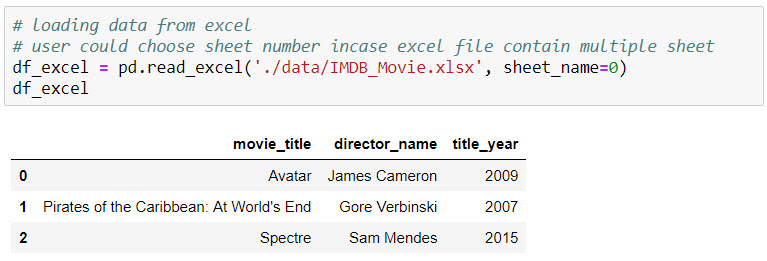 # loading data from excel
# user could choose sheet number incase excel file contain multiple sheet
df_excel = pd.read_excel('./data/IMDB_Movie.xlsx', sheet_name=0)
df_excel
movie_title director_name title_year
0 Avatar James Cameron 2009
1 Pirates of the Caribbean: At World's End Gore Verbinski 2007
2 Spectre Sam Mendes 2015